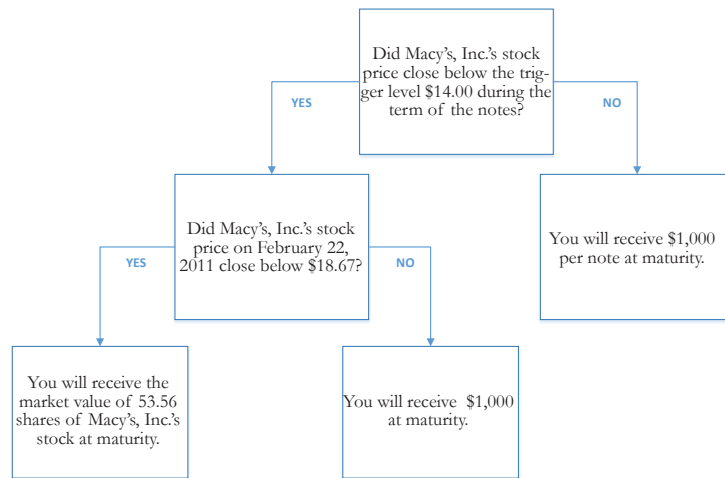 Did Macy's, Inc.'s stock
price close below the trig-
ger level $14.00 during the
term of the notes?
YES
NO
Did Macy's, Inc.'s stock
price on February 22,
2011 close below $18.67?
You will receive $1,000
per note at maturity.
YES
NO
You will receive the
market value of 53.56
shares of Macy's, Inc.'s
stock at maturity.
You will receive $1,000
at maturity.